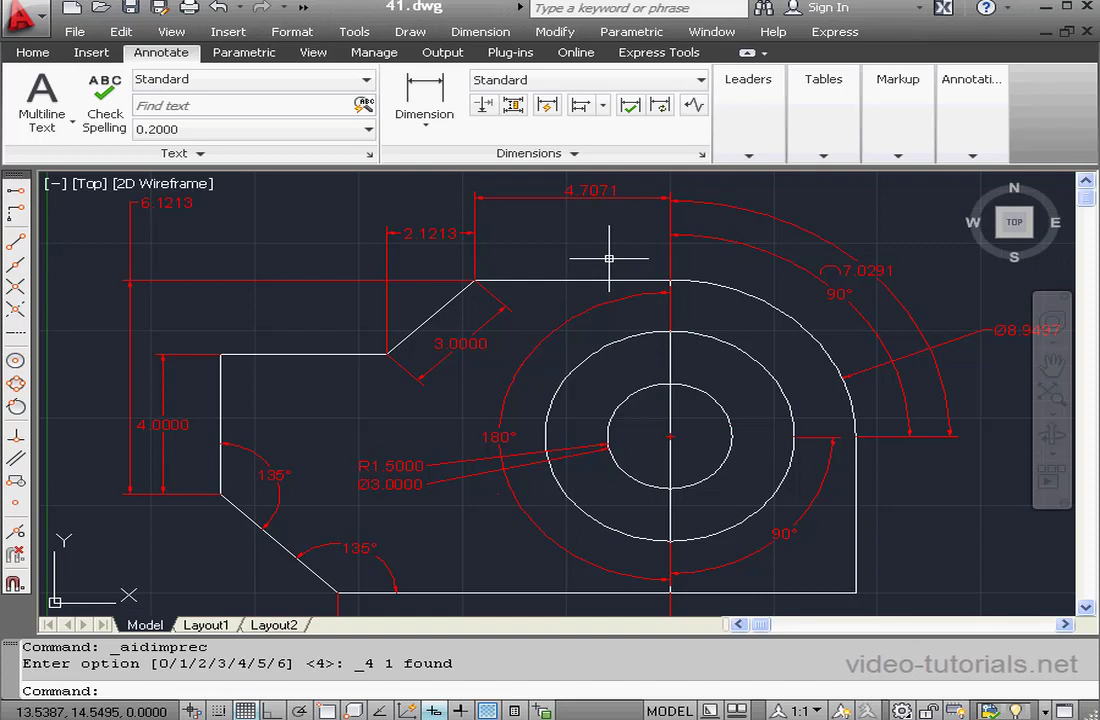 41.dwg
Type a keyword or phrase
Sign In
File Edit View Insert Format Tools Draw Dimension Modify Parametric Window Help Express
Home Insert Annotate Parametric View Manage Output Plug-ins Online Express Tools
A
Multiline
Text
ABC
Check
Spelling
Standard
Find text
ABC
0.2000
Text
Dimension
Standard
Dimensions
Leaders
Tables
Markup
Annotati...
[−] [Top] [2D Wireframe]
N
W
TOP
E
S
4.7071
6.1213
2.1213
7.0291
90°
Ø8.9497
3.0000
4.0000
180°
R1.5000
135°
Ø3.0000
90°
135°
Y
X
Model Layout1 Layout2
Command: _aidimprec
Enter option [0/1/2/3/4/5/6] <4>: _4 1 found
Command:
video-tutorials.net
13.5387, 14.5495, 0.0000
MODEL
1:1